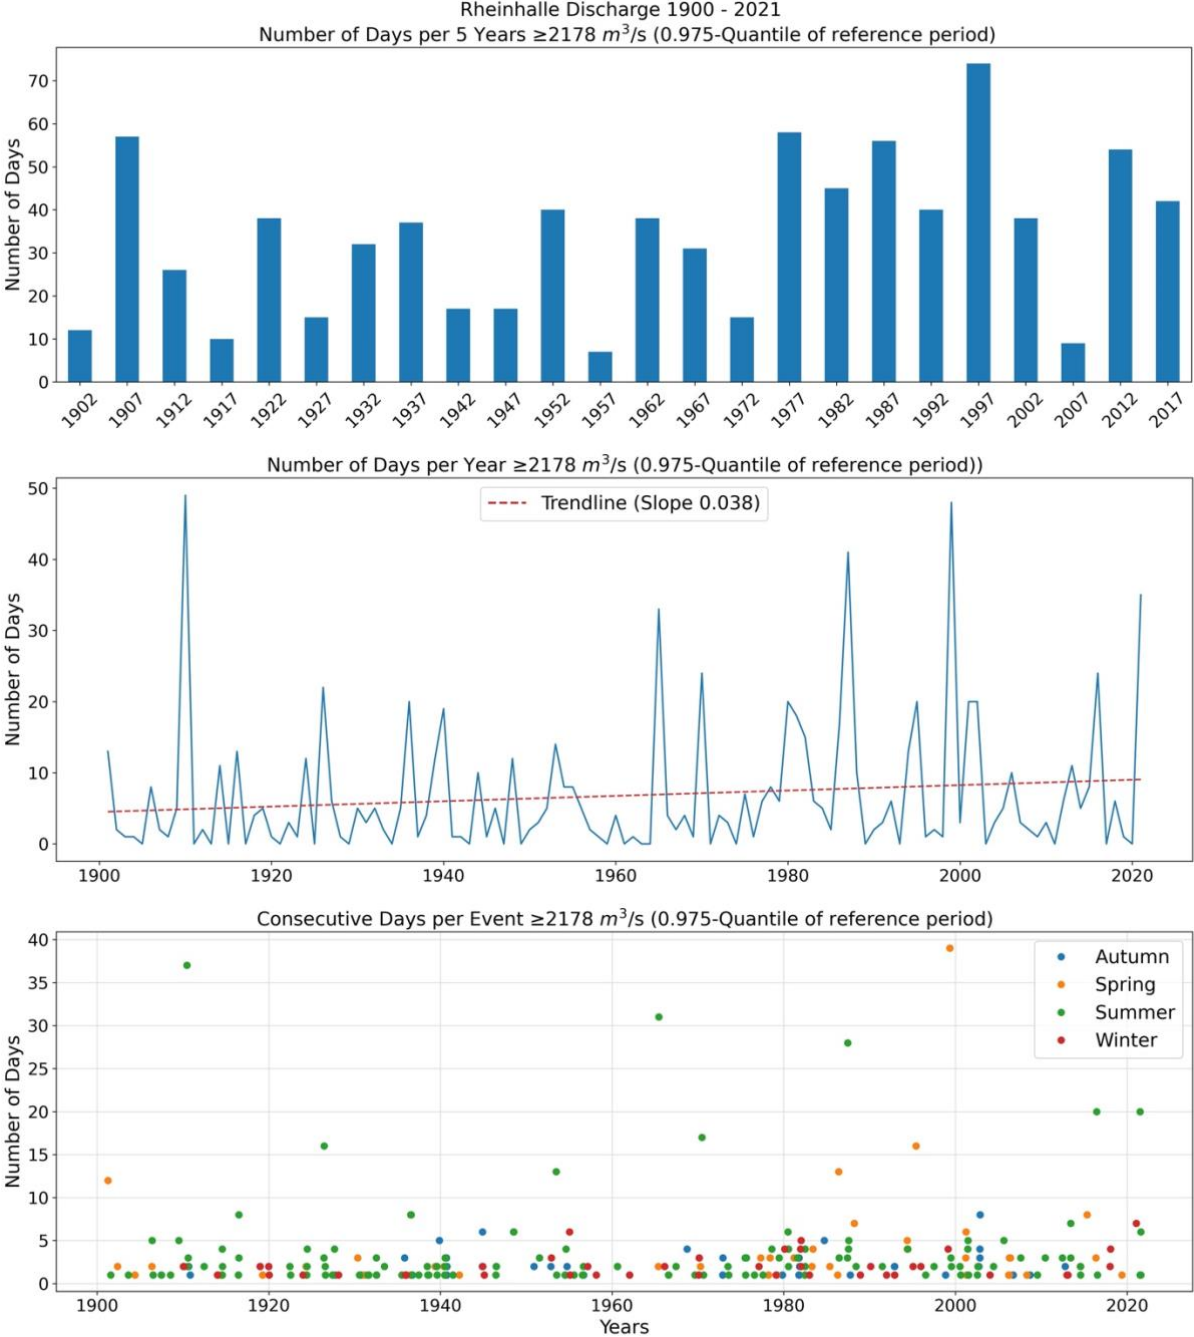 Rheinhalle Discharge 1900 - 2021
Number of Days per 5 Years ≥2178 m³/s (0.975-Quantile of reference period)
Number of Days
70
60
50
40
30
20
10
0
1902 1907 1912 1917 1922 1927 1932 1937 1942 1947 1952 1957 1962 1967 1972 1977 1982 1987 1992 1997 2002 2007 2012 2017
Number of Days per Year ≥2178 m³/s (0.975-Quantile of reference period))
Trendline (Slope 0.038)
Number of Days
50
40
30
20
10
0
1900 1920 1940 1960 1980 2000 2020
Consecutive Days per Event ≥2178 m³/s (0.975-Quantile of reference period)
Autumn
Spring
Summer
Winter
Number of Days
40
35
30
25
20
15
10
5
0
1900 1920 1940 1960 1980 2000 2020
Years